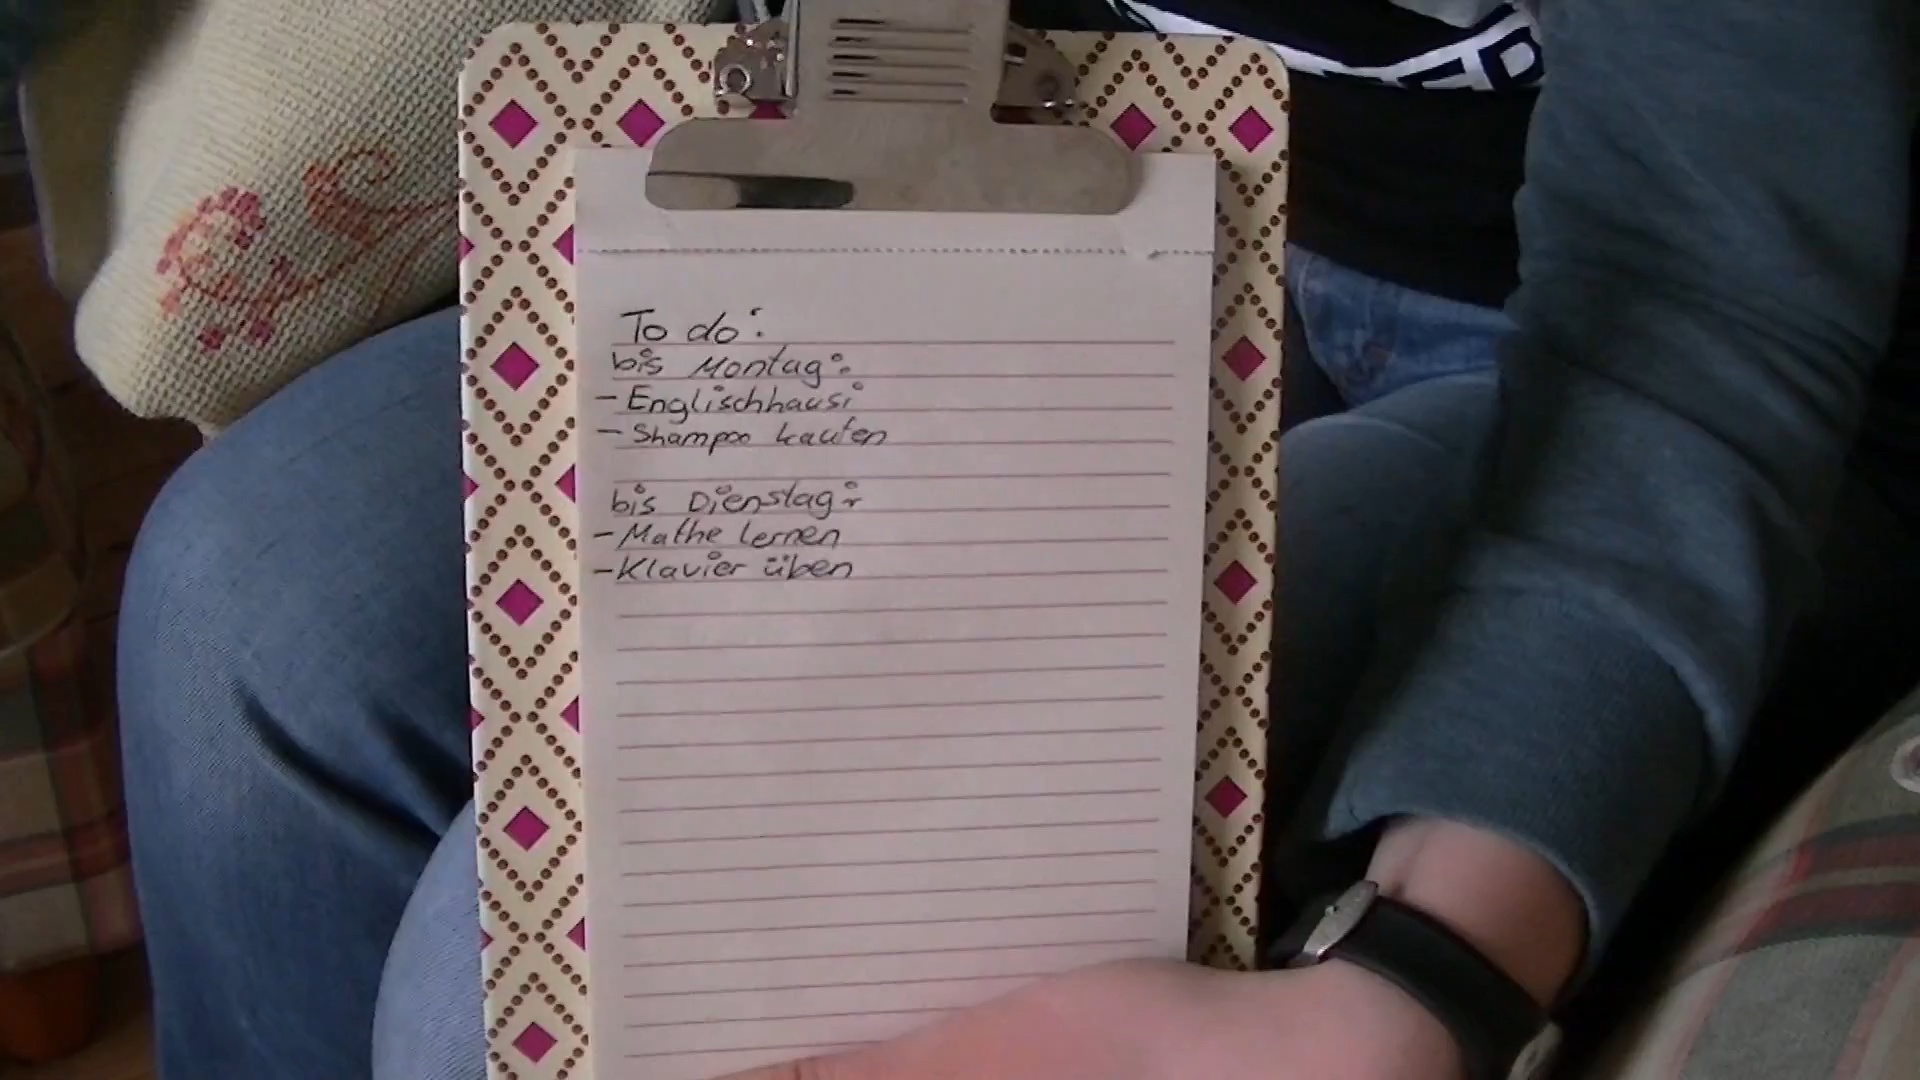 To do:
bis Montag:
- Englischhausi
- Shampoo kaufen
bis Dienstag:
- Mathe lernen
- Klavier üben